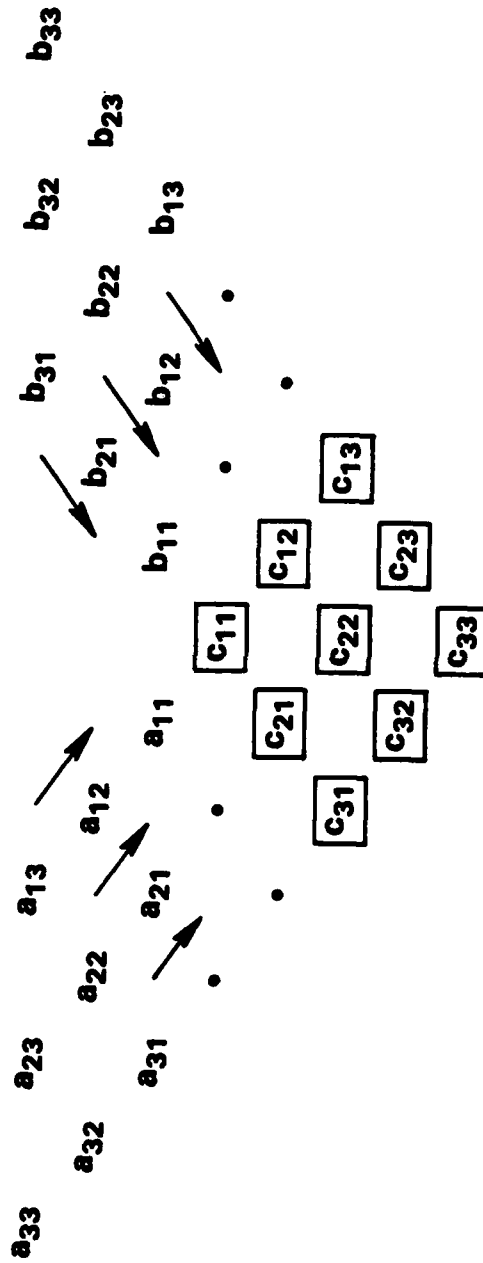 a33 a23 a13 b31 b32 b33
a32 a22 a12 b21 b22 b23
a31 a21 a11 b11 b12 b13
c11
c21 c12
c31 c22 c13
c32 c23
c33